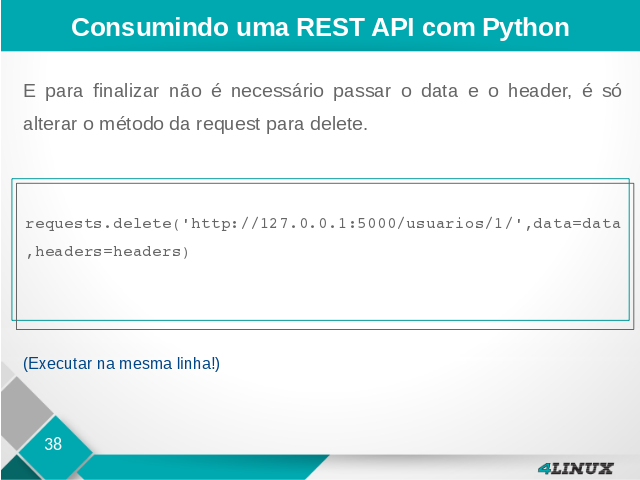 Consumindo uma REST API com Python
E para finalizar não é necessário passar o data e o header, é só
alterar o método da request para delete.
requests.delete('http://127.0.0.1:5000/usuarios/1/',data=data
,headers=headers)
(Executar na mesma linha!)
38
4LINUX